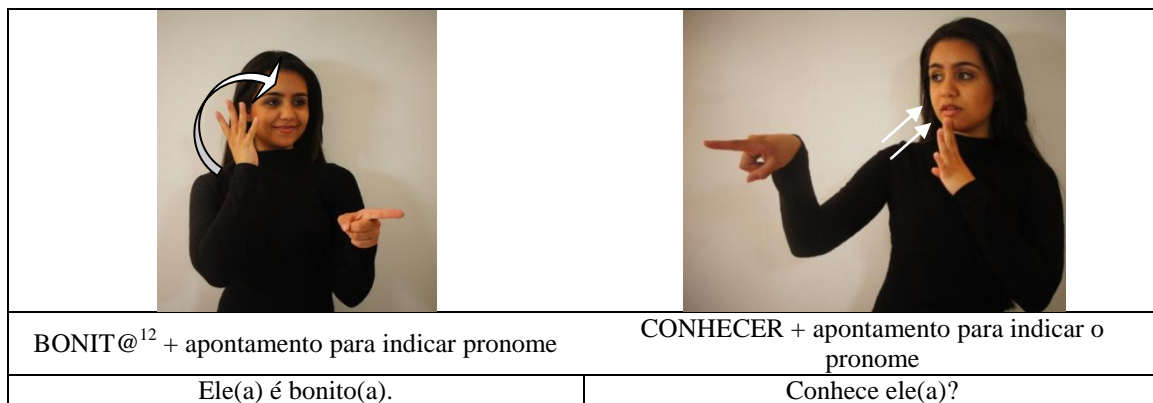 BONIT@12 + apontamento para indicar pronome
CONHECER + apontamento para indicar o
pronome
Ele(a) é bonito(a).
Conhece ele(a)?